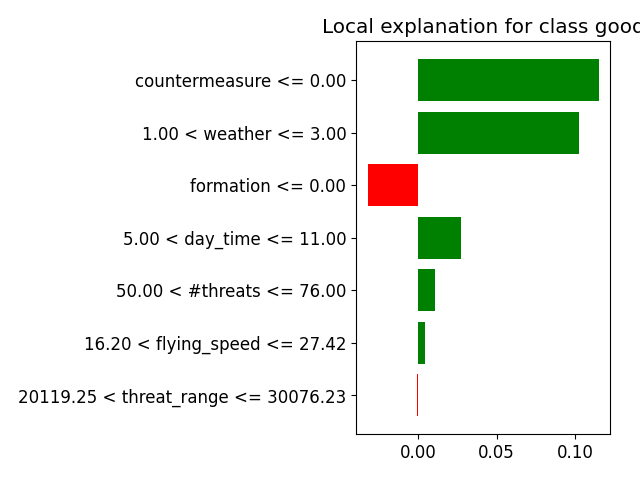 Local explanation for class good
countermeasure <= 0.00
1.00 < weather <= 3.00
formation <= 0.00
5.00 < day_time <= 11.00
50.00 < #threats <= 76.00
16.20 < flying_speed <= 27.42
20119.25 < threat_range <= 30076.23
0.00 0.05 0.10